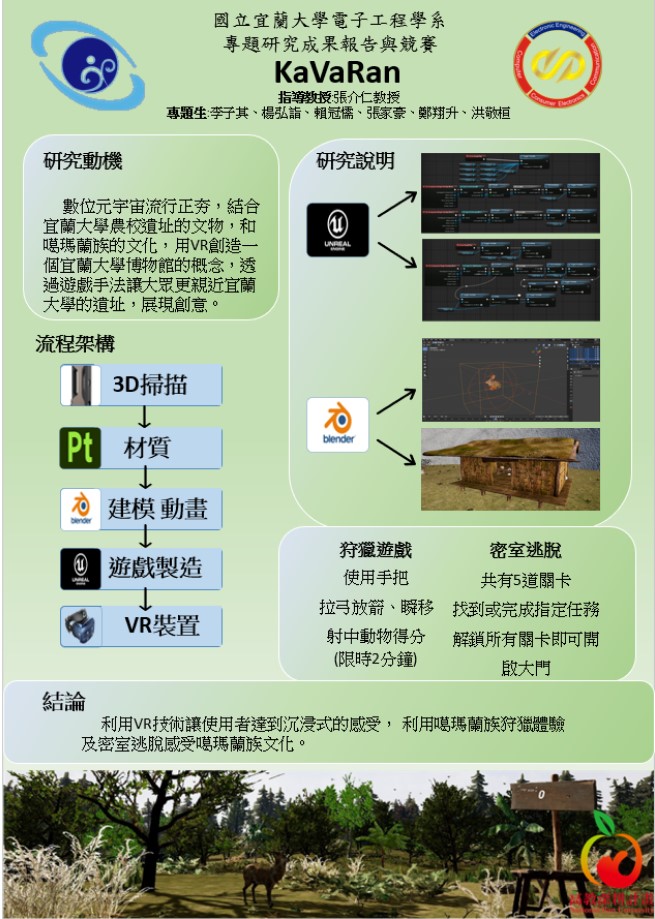 國立宜蘭大學電子工程學系
專題研究成果報告與競賽
KaVaRan
指導教授:張介仁教授
專題生:李子其、楊弘詣、賴冠儒、張家豪、鄭翔升、洪敬桓
Electronic Engineering
Computer
Communication
Consumer Electronics
研究動機
數位元宇宙流行正夯，結合
宜蘭大學農校遺址的文物，和
噶瑪蘭族的文化，用VR創造一
個宜蘭大學博物館的概念，透
過遊戲手法讓大眾更親近宜蘭
大學的遺址，展現創意。
流程架構
3D掃描
Pt
材質
blender
建模 動畫
UNREAL
遊戲製造
VR裝置
研究說明
UNREAL
ENGINE
blender
狩獵遊戲
使用手把
拉弓放箭、瞬移
射中動物得分
(限時2分鐘)
密室逃脫
共有5道關卡
找到或完成指定任務
解鎖所有關卡即可開
啟大門
結論
利用VR技術讓使用者達到沉浸式的感受， 利用噶瑪蘭族狩獵體驗
及密室逃脫感受噶瑪蘭族文化。
0